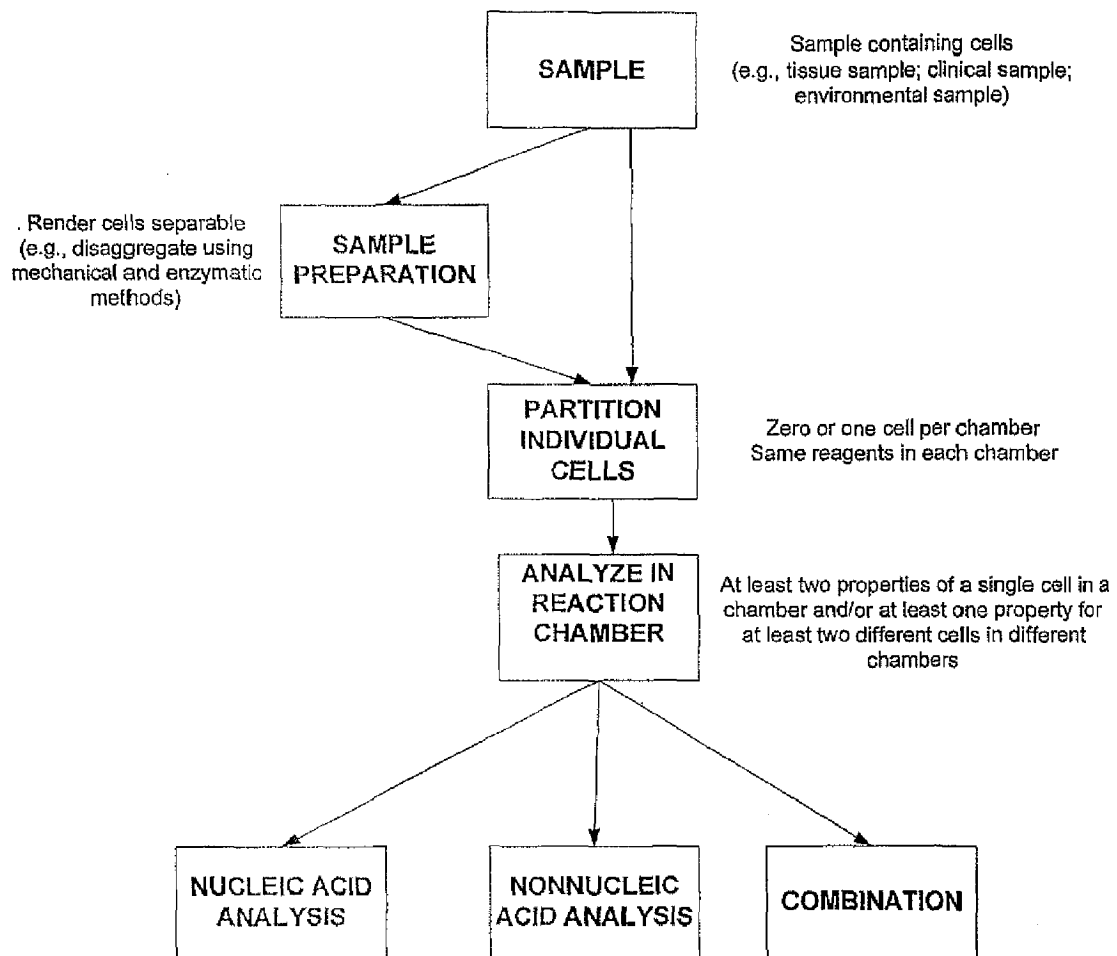 SAMPLE
Sample containing cells
(e.g., tissue sample; clinical sample;
environmental sample)
. Render cells separable
(e.g., disaggregate using
mechanical and enzymatic
methods)
SAMPLE
PREPARATION
PARTITION
INDIVIDUAL
CELLS
Zero or one cell per chamber
Same reagents in each chamber
ANALYZE IN
REACTION
CHAMBER
At least two properties of a single cell in a
chamber and/or at least one property for
at least two different cells in different
chambers
NUCLEIC ACID
ANALYSIS
NONNUCLEIC
ACID ANALYSIS
COMBINATION